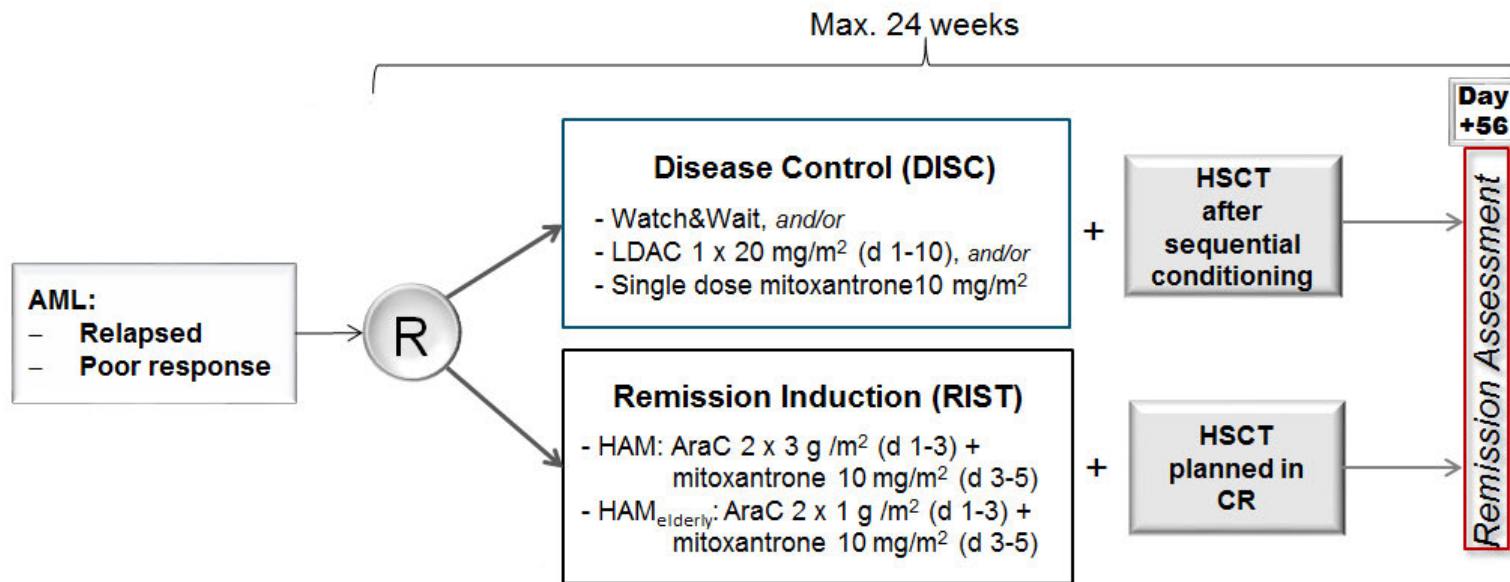 Max. 24 weeks
Day
+56
Disease Control (DISC)
- Watch&Wait, and/or
- LDAC 1 x 20 mg/m² (d 1-10), and/or
- Single dose mitoxantrone10 mg/m²
+
HSCT
after
sequential
conditioning
AML:
– Relapsed
– Poor response
R
Remission Induction (RIST)
- HAM: AraC 2 x 3 g /m² (d 1-3) +
mitoxantrone 10 mg/m² (d 3-5)
- HAMelderly: AraC 2 x 1 g /m² (d 1-3) +
mitoxantrone 10 mg/m² (d 3-5)
+
HSCT
planned in
CR
Remission Assessment